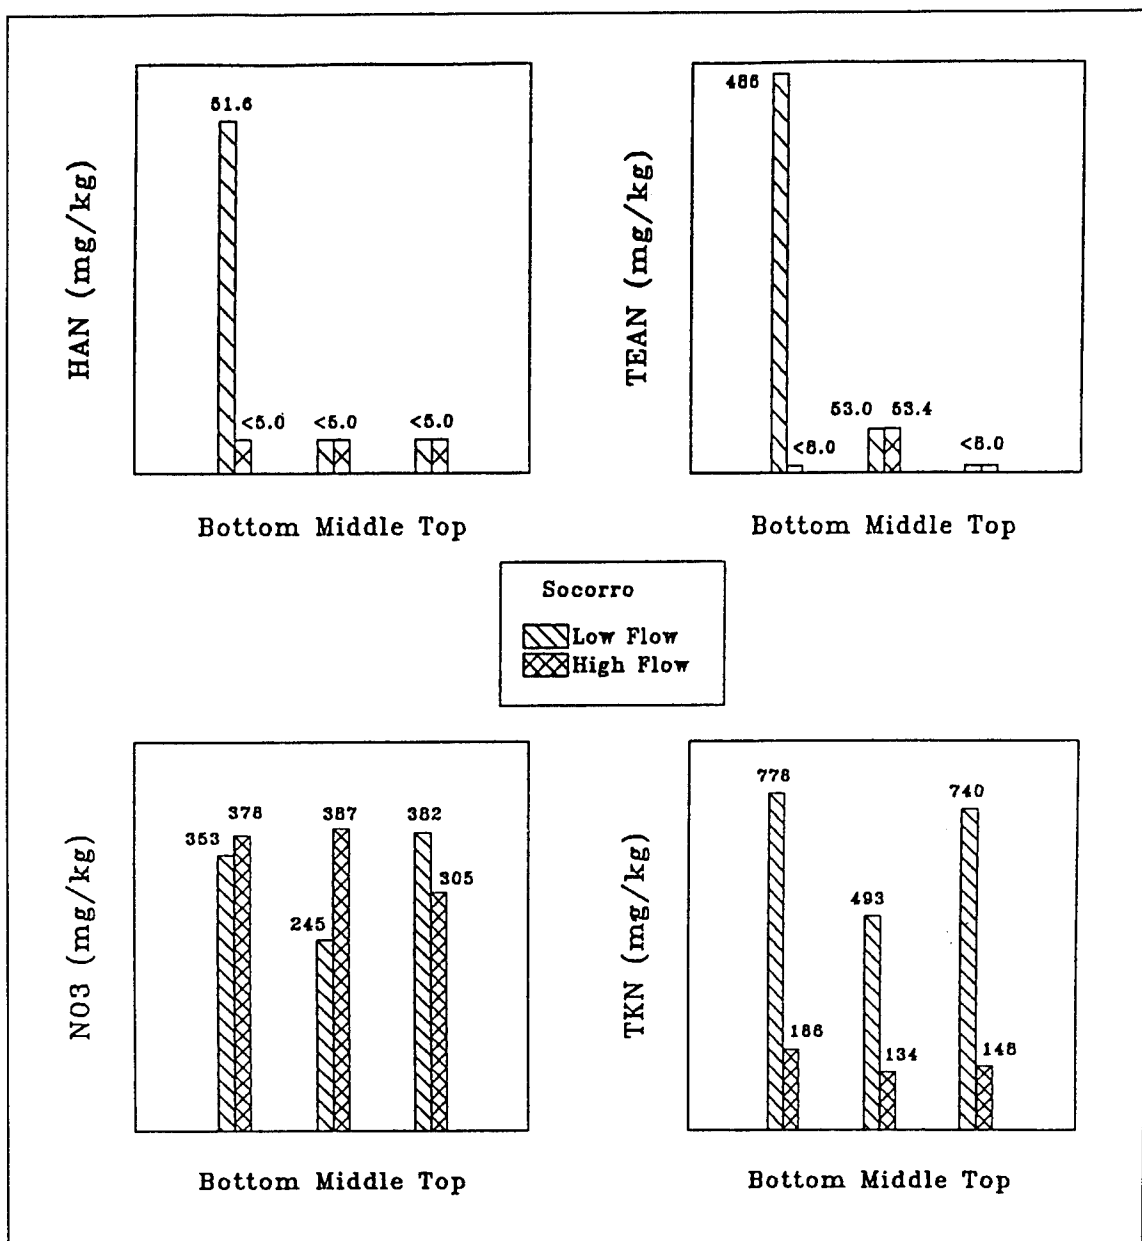 51.6
<5.0
<5.0
<5.0
HAN (mg/kg)
Bottom Middle Top
486
<8.0
53.0
53.4
<8.0
TEAN (mg/kg)
Bottom Middle Top
Socorro
Low Flow
High Flow
353
378
245
387
382
305
NO3 (mg/kg)
Bottom Middle Top
778
186
493
134
740
148
TKN (mg/kg)
Bottom Middle Top